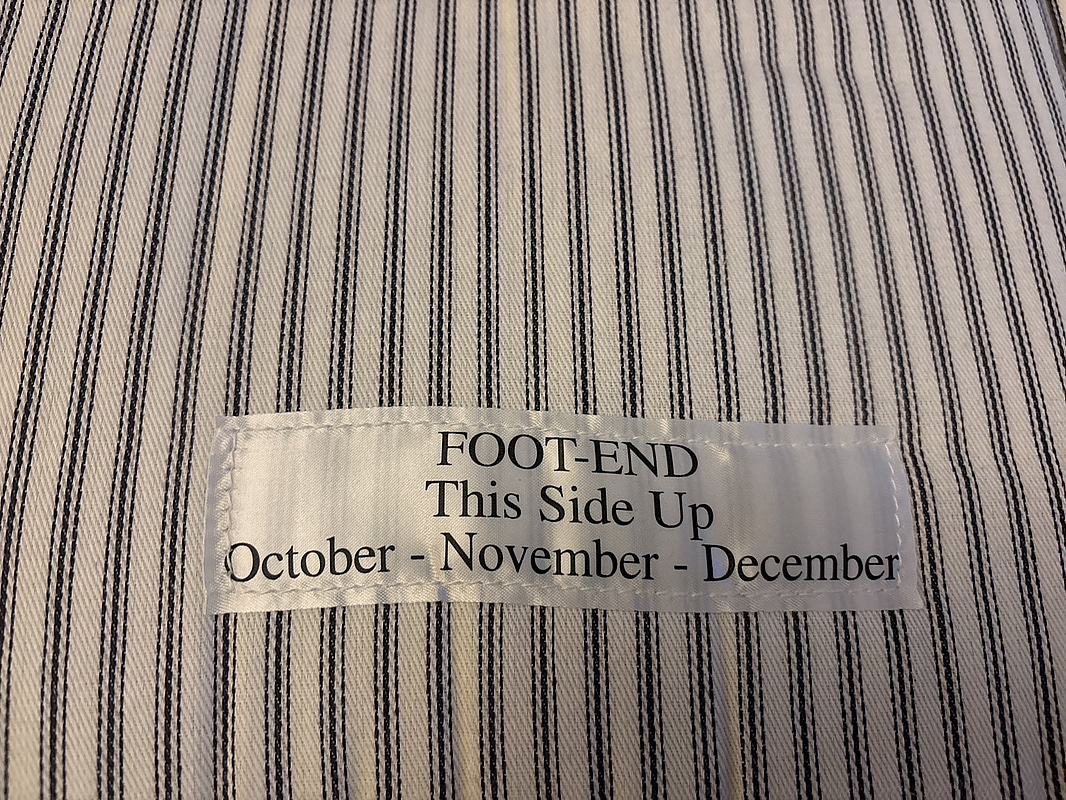 FOOT-END
This Side Up
October - November - December